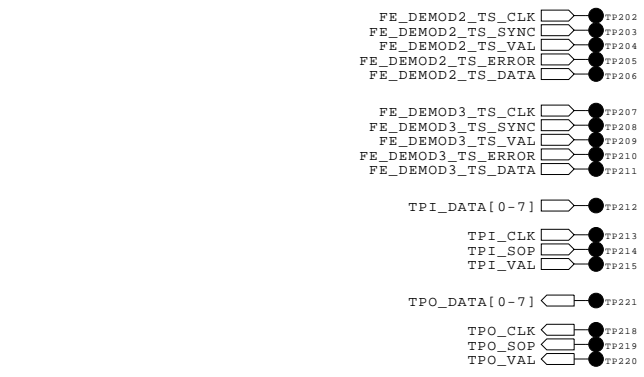 FE_DEMOD2_TS_CLK TP202
FE_DEMOD2_TS_SYNC TP203
FE_DEMOD2_TS_VAL TP204
FE_DEMOD2_TS_ERROR TP205
FE_DEMOD2_TS_DATA TP206
FE_DEMOD3_TS_CLK TP207
FE_DEMOD3_TS_SYNC TP208
FE_DEMOD3_TS_VAL TP209
FE_DEMOD3_TS_ERROR TP210
FE_DEMOD3_TS_DATA TP211
TPI_DATA[0-7] TP212
TPI_CLK TP213
TPI_SOP TP214
TPI_VAL TP215
TPO_DATA[0-7] TP221
TPO_CLK TP218
TPO_SOP TP219
TPO_VAL TP220